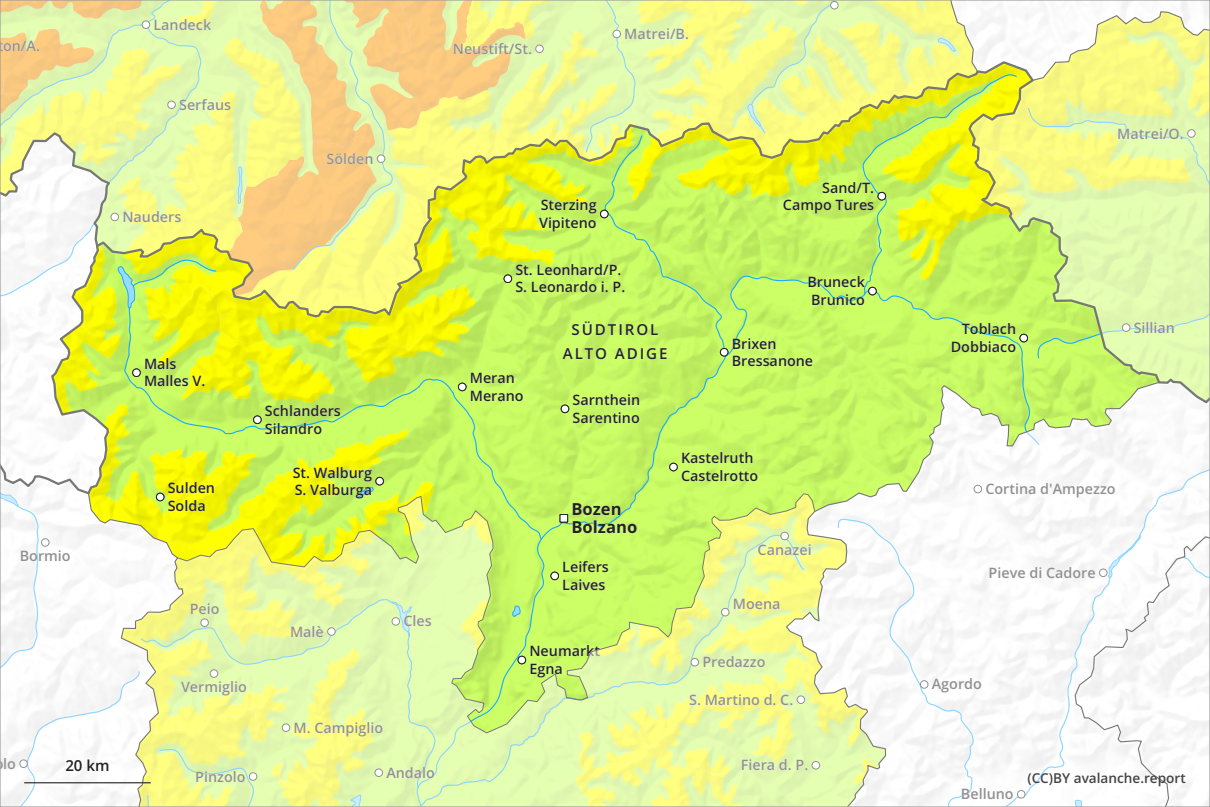 Landeck
ton/A.
Neustift/St.
Matrei/B.
Serfaus
Matrei/O.
Sölden
Nauders
Sterzing
Vipiteno
Sand/T.
Campo Tures
St. Leonhard/P.
S. Leonardo i. P.
Bruneck
Brunico
SÜDTIROL
ALTO ADIGE
Toblach
Dobbiaco
Sillian
Brixen
Bressanone
Mals
Malles V.
Meran
Merano
Schlanders
Silandro
Sarnthein
Sarentino
Kastelruth
Castelrotto
St. Walburg
S. Valburga
Sulden
Solda
Cortina d'Ampezzo
Bozen
Bolzano
Bormio
Canazei
Leifers
Laives
Pieve di Cadore
Peio
Moena
Malè
Cles
Neumarkt
Egna
Predazzo
Vermiglio
Agordo
S. Martino d. C.
M. Campiglio
20 km
olo
Pinzolo
Andalo
Fiera d. P.
(CC)BY avalanche.report
Belluno